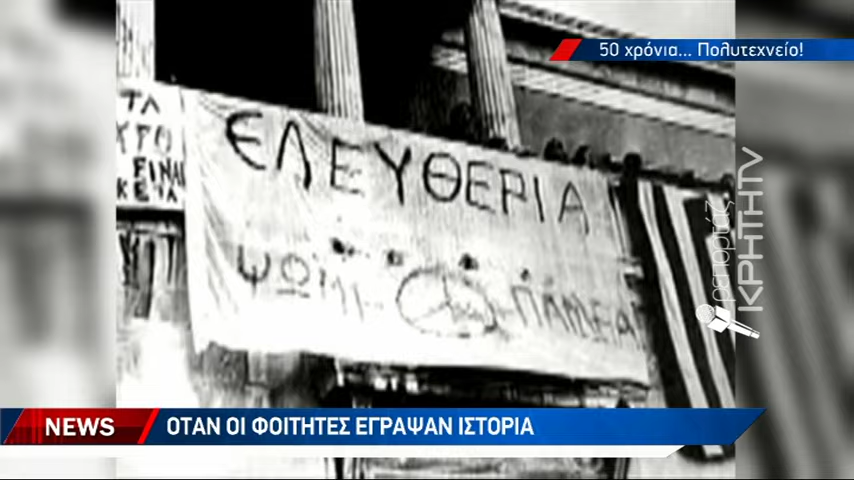 50 χρόνια... Πολυτεχνείο!
ΤΑ
ΕΙΝΑΙ
ΕΛΕΥΘΕΡΙΑ
ΨΩΜΙ - - ΠΑΙΔΕΙΑ
ρεπορτάζ
ΚΡΗΤΗTV
NEWS
ΟΤΑΝ ΟΙ ΦΟΙΤΗΤΕΣ ΕΓΡΑΨΑΝ ΙΣΤΟΡΙΑ